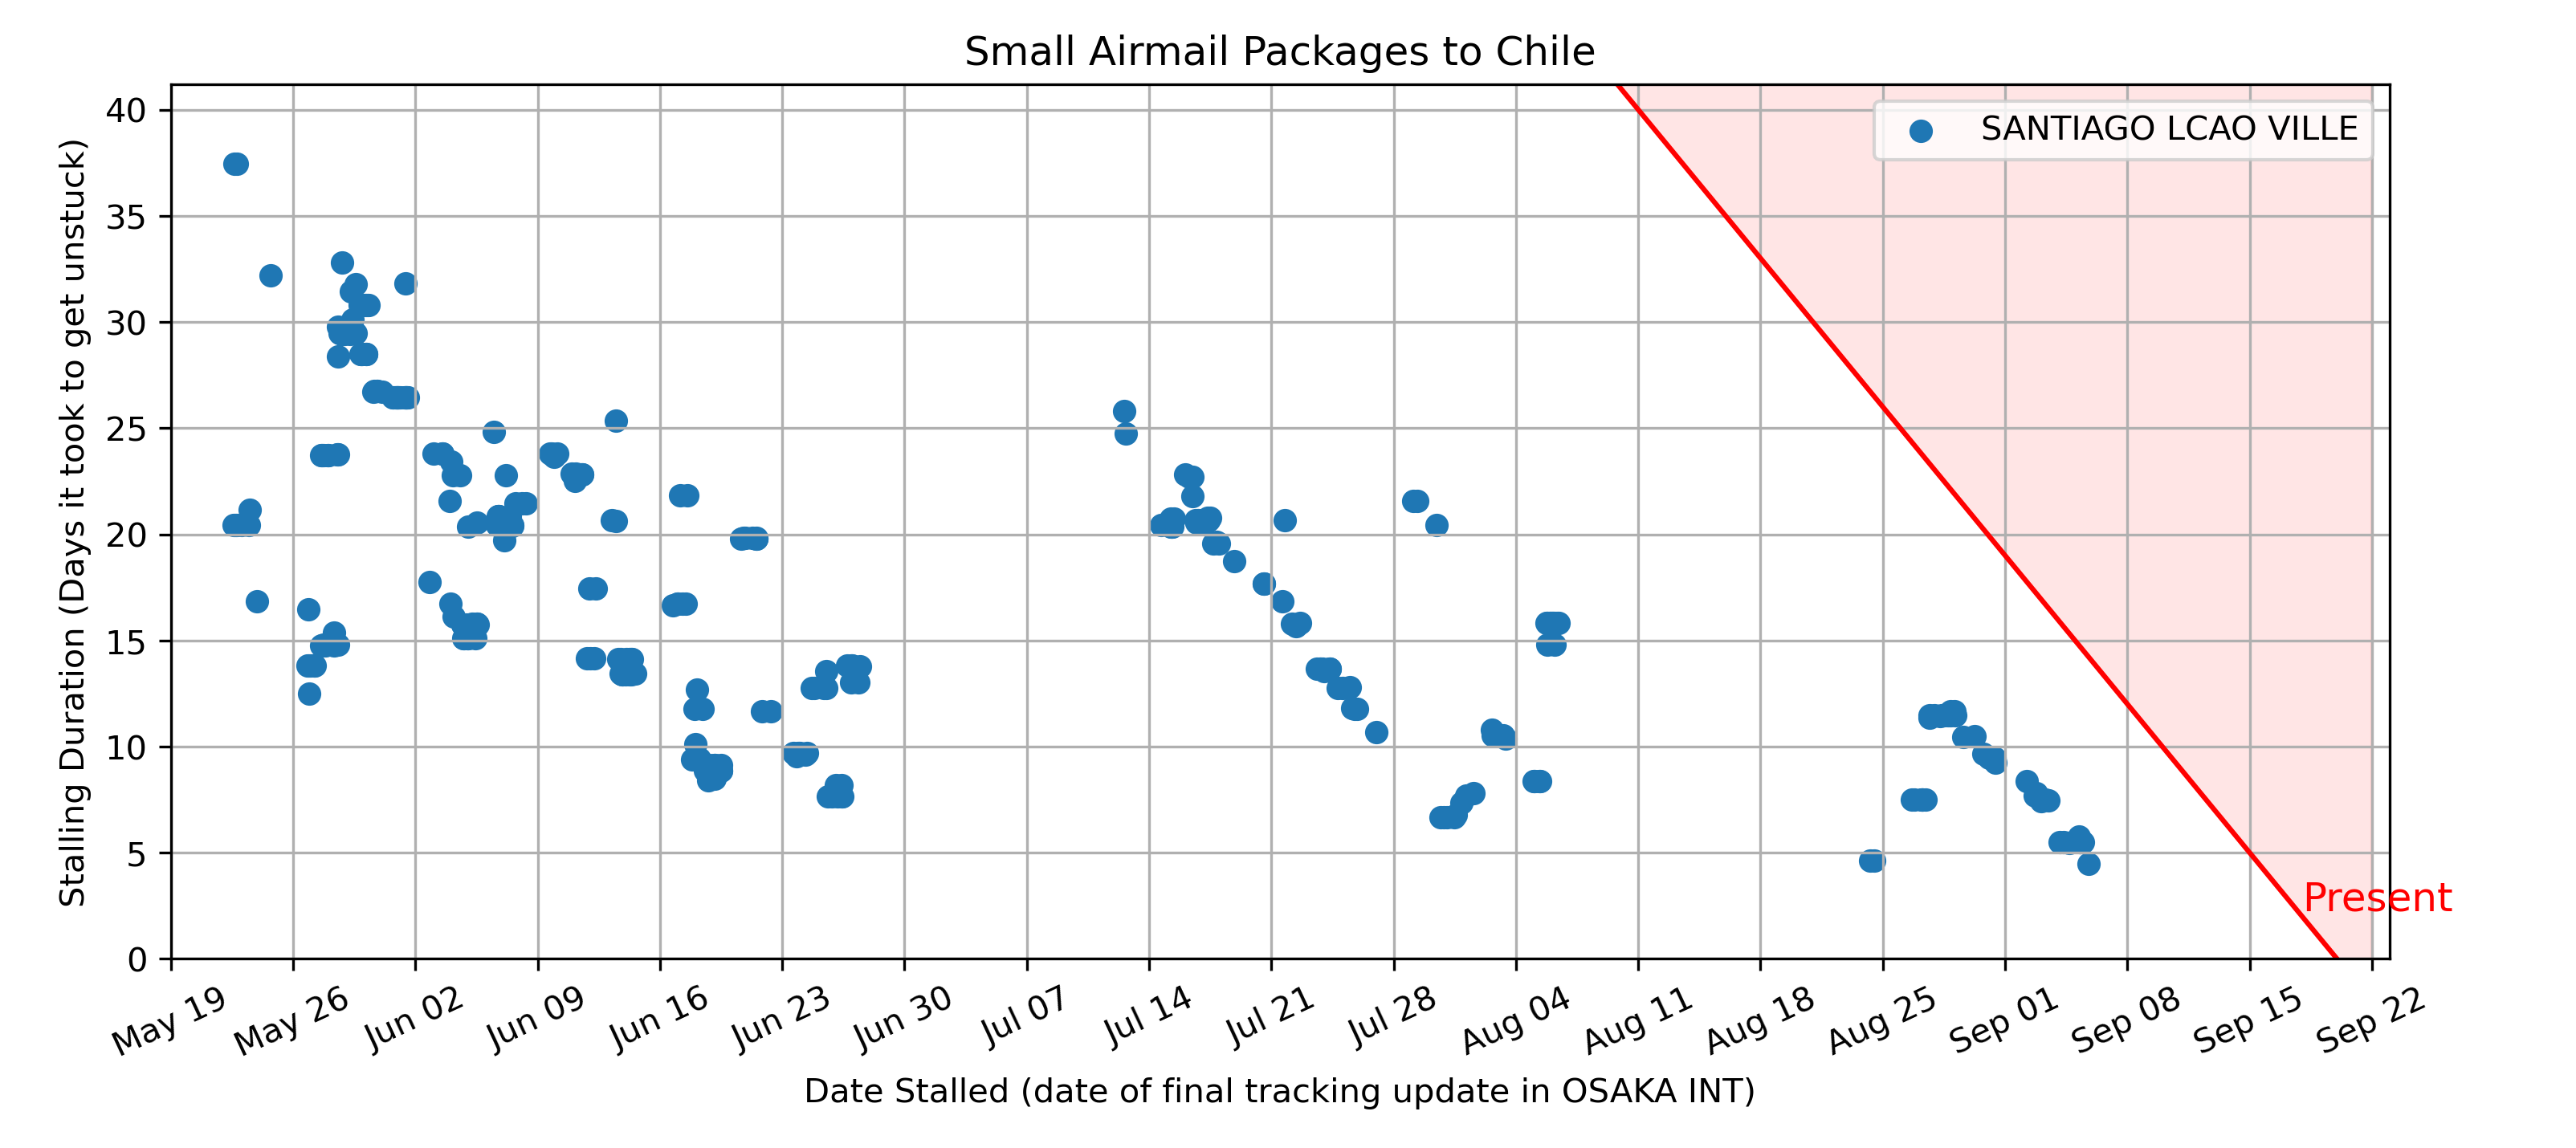 Small Airmail Packages to Chile
SANTIAGO LCAO VILLE
Stalling Duration (Days it took to get unstuck)
40
35
30
25
20
15
10
5
0
Present
May 19
May 26
Jun 02
Jun 09
Jun 16
Jun 23
Jun 30
Jul 07
Jul 14
Jul 21
Jul 28
Aug 04
Aug 11
Aug 18
Aug 25
Sep 01
Sep 08
Sep 15
Sep 22
Date Stalled (date of final tracking update in OSAKA INT)